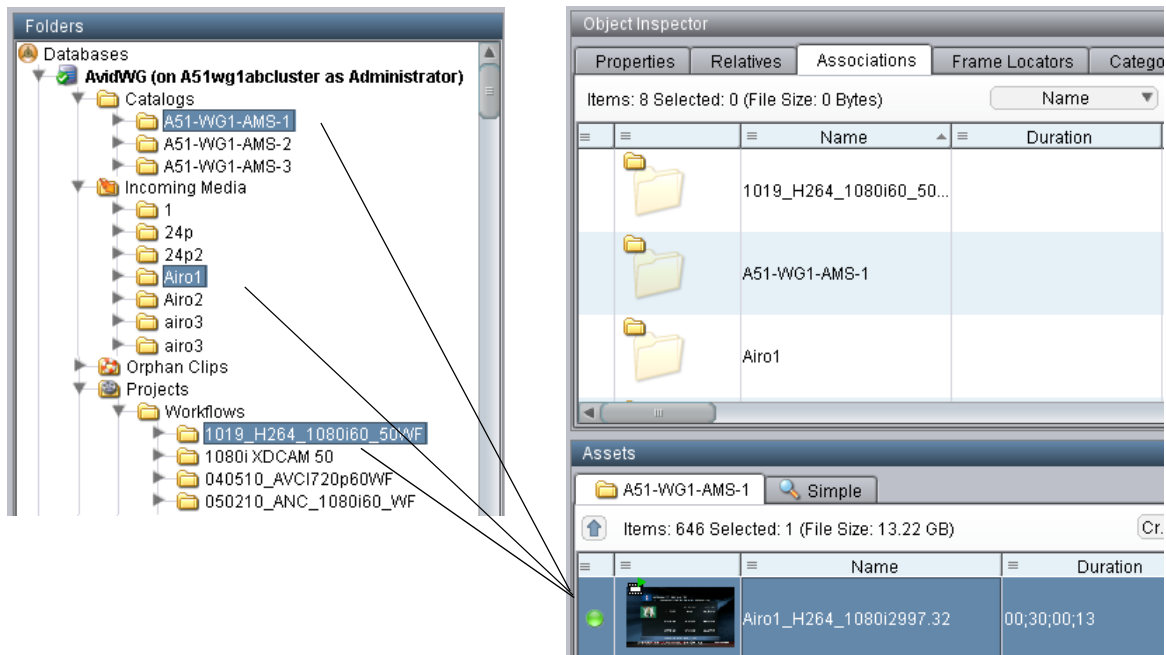 Folders
Databases
AvidWG (on A51wg1abcluster as Administrator)
Catalogs
A51-WG1-AMS-1
A51-WG1-AMS-2
A51-WG1-AMS-3
Incoming Media
1
24p
24p2
Airo1
Airo2
airo3
airo3
Orphan Clips
Projects
Workflows
1019_H264_1080i60_50WF
1080i XDCAM 50
040510_AVCI720p60WF
050210_ANC_1080i60_WF
Object Inspector
Properties Relatives Associations Frame Locators Catego
Items: 8 Selected: 0 (File Size: 0 Bytes) Name
Name Duration
1019_H264_1080i60_50...
A51-WG1-AMS-1
Airo1
Assets
A51-WG1-AMS-1 Simple
Items: 646 Selected: 1 (File Size: 13.22 GB) Cr.
Name Duration
Airo1_H264_1080i2997.32 00;30;00;13